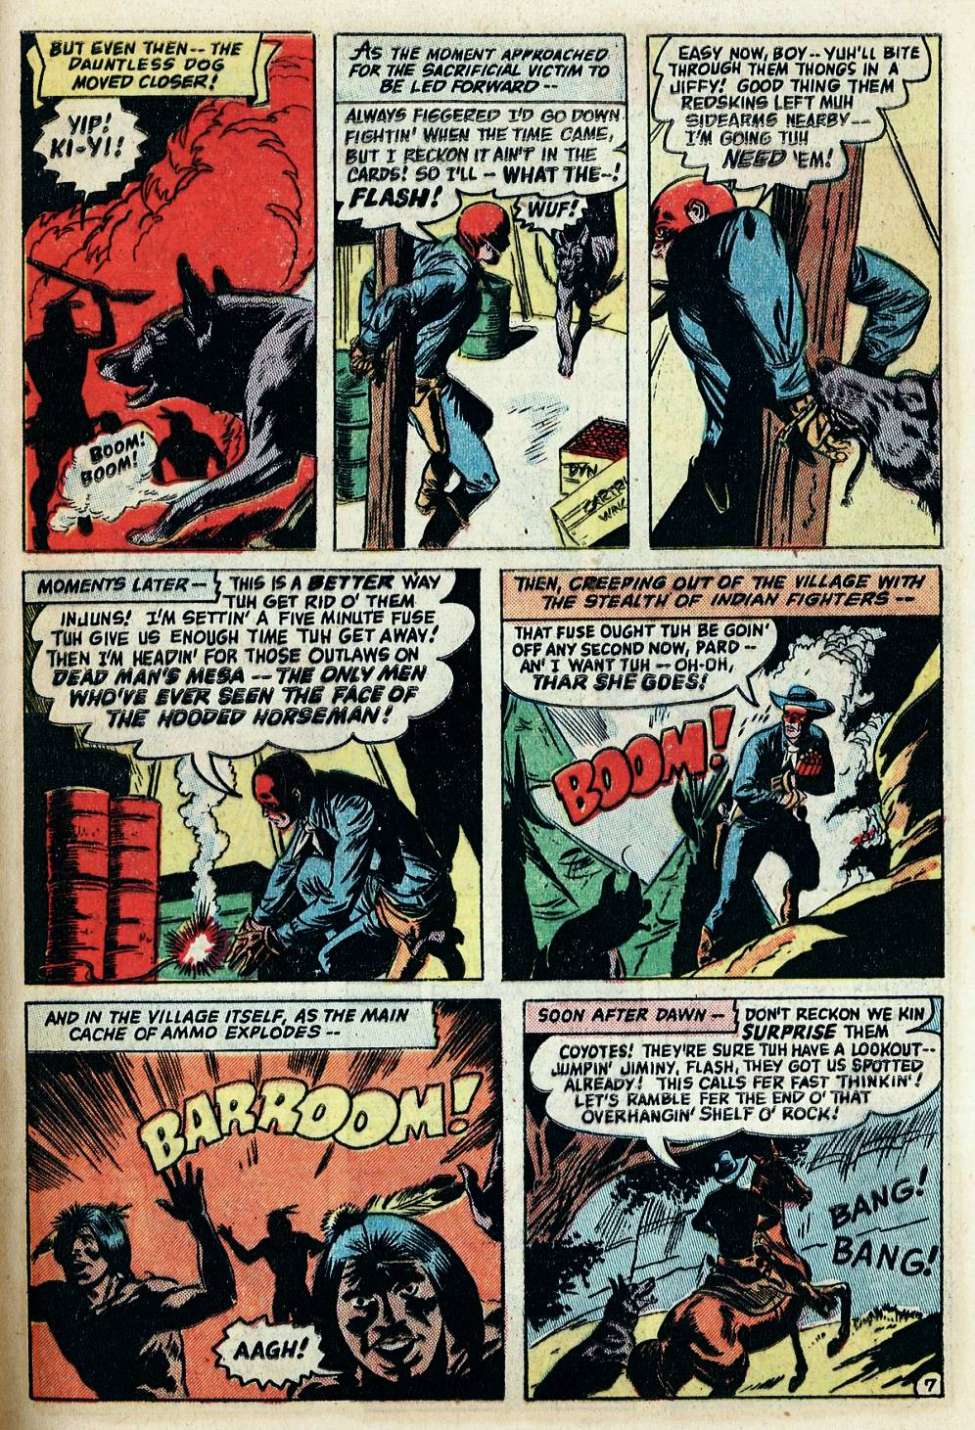 BUT EVEN THEN -- THE
DAUNTLESS DOG
MOVED CLOSER!
YIP!
KI-YI!
BOOM!
BOOM!
AS THE MOMENT APPROACHED
FOR THE SACRIFICIAL VICTIM TO
BE LED FORWARD --
ALWAYS FIGGERED I'D GO DOWN
FIGHTIN' WHEN THE TIME CAME,
BUT I RECKON IT AIN'T IN THE
CARDS! SO I'LL -- WHAT THE--!
FLASH!
WUF!
DYN
CARTRI
WINC
EASY NOW, BOY -- YUH'LL BITE
THROUGH THEM THONGS IN A
JIFFY! GOOD THING THEM
REDSKINS LEFT MUH
SIDEARMS NEARBY --
I'M GOING TUH
NEED 'EM!
MOMENTS LATER --
THIS IS A BETTER WAY
TUH GET RID O' THEM
INJUNS! I'M SETTIN' A FIVE MINUTE FUSE
TUH GIVE US ENOUGH TIME TUH GET AWAY!
THEN I'M HEADIN' FOR THOSE OUTLAWS ON
DEAD MAN'S MESA -- THE ONLY MEN
WHO'VE EVER SEEN THE FACE OF
THE HOODED HORSEMAN!
THEN, CREEPING OUT OF THE VILLAGE WITH
THE STEALTH OF INDIAN FIGHTERS --
THAT FUSE OUGHT TUH BE GOIN'
OFF ANY SECOND NOW, PARD --
AN' I WANT TUH -- OH-OH,
THAR SHE GOES!
BOOM!
AND IN THE VILLAGE ITSELF, AS THE MAIN
CACHE OF AMMO EXPLODES --
BARROOM!
AAGH!
SOON AFTER DAWN --
DON'T RECKON WE KIN
SURPRISE THEM
COYOTES! THEY'RE SURE TUH HAVE A LOOKOUT--
JUMPIN' JIMINY, FLASH, THEY GOT US SPOTTED
ALREADY! THIS CALLS FER FAST THINKIN'!
LET'S RAMBLE FER THE END O' THAT
OVERHANGIN' SHELF O' ROCK!
BANG!
BANG!
7